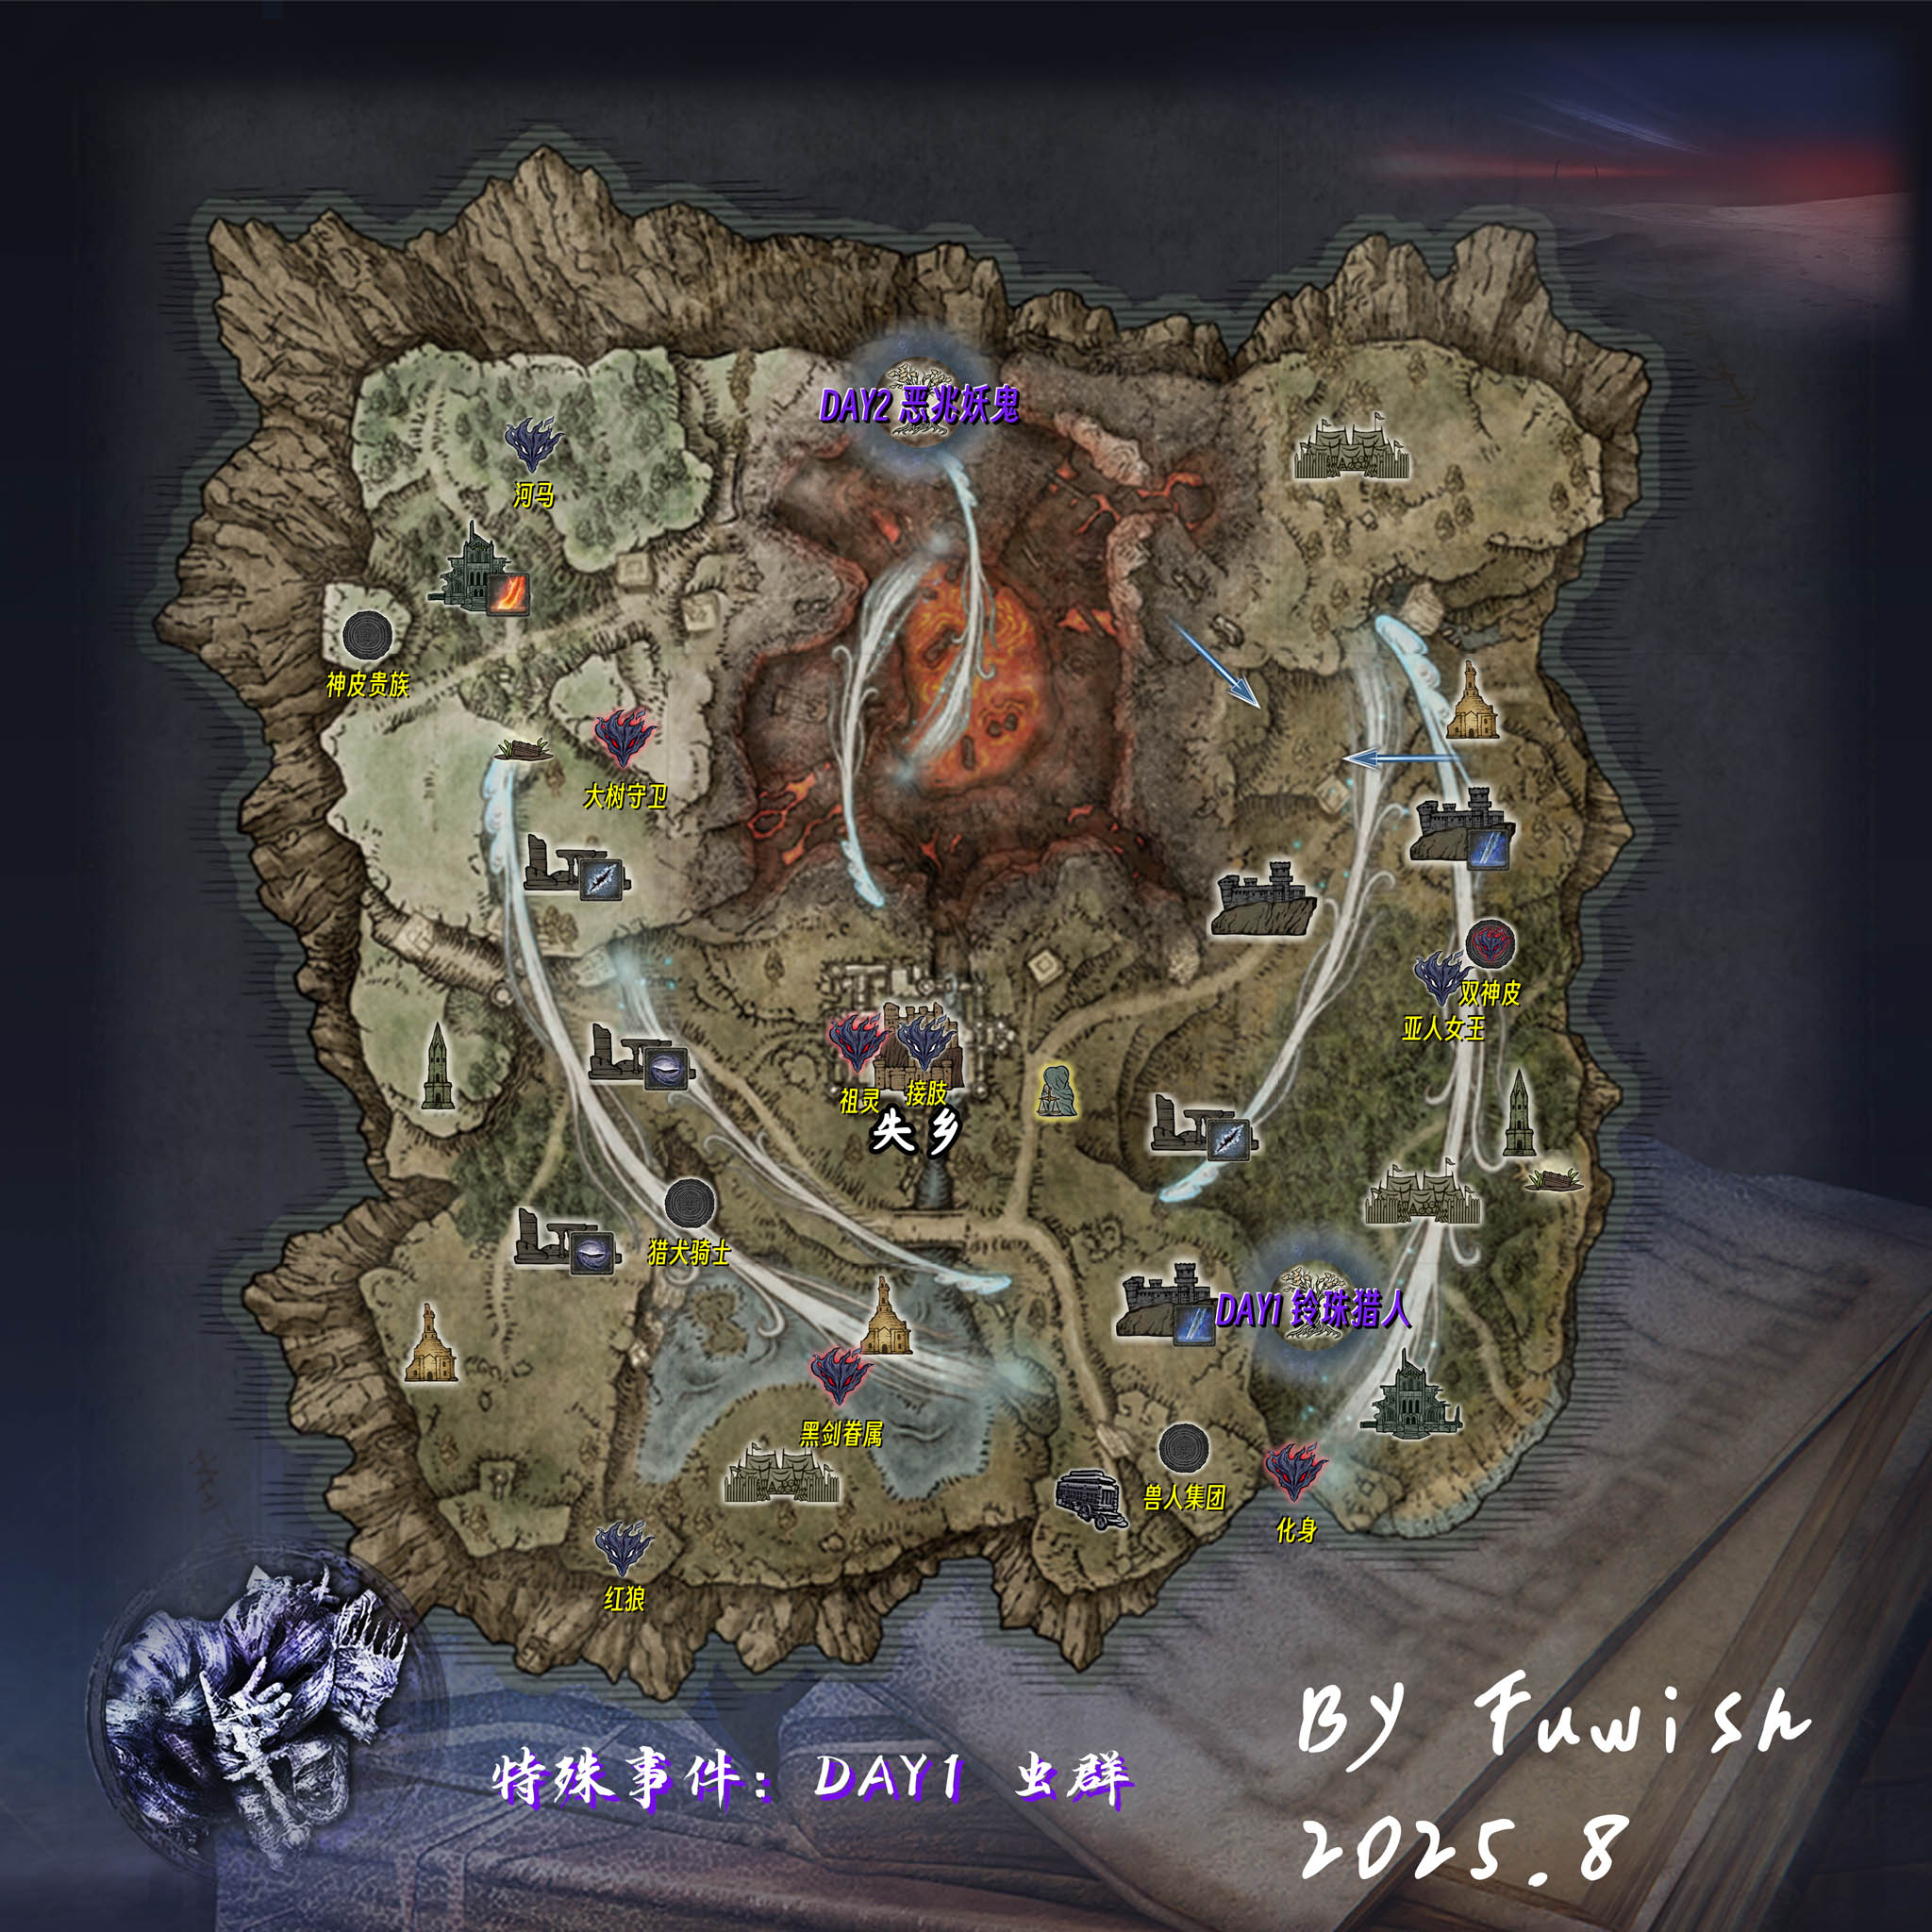 DAY2 恶兆妖鬼
河马
神皮贵族
大树守卫
双神皮
亚人女王
祖灵
接肢
失乡
猎犬骑士
DAY1 铃珠猎人
黑剑眷属
兽人集团
化身
红狼
特殊事件：DAY1 虫群
By Fuwish
2025.8